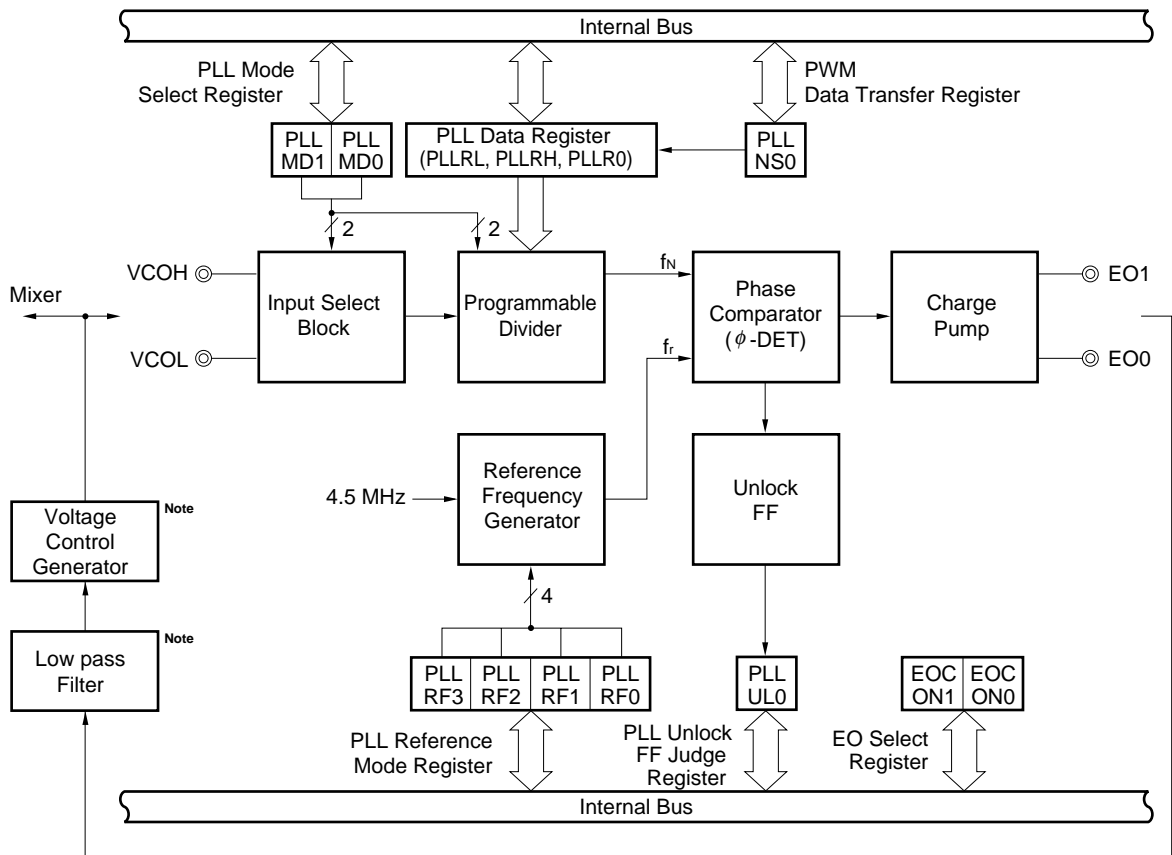 Internal Bus
PLL Mode
Select Register
PWM
Data Transfer Register
PLL
MD1
PLL
MD0
PLL Data Register
(PLLRL, PLLRH, PLLR0)
PLL
NS0
2
2
VCOH
Mixer
VCOL
Input Select
Block
Programmable
Divider
fN
fr
Phase
Comparator
(ϕ-DET)
Charge
Pump
EO1
EO0
4.5 MHz
Reference
Frequency
Generator
Unlock
FF
Voltage
Control
Generator
Note
4
Low pass
Filter
Note
PLL
RF3
PLL
RF2
PLL
RF1
PLL
RF0
PLL
UL0
EOC
ON1
EOC
ON0
PLL Reference
Mode Register
PLL Unlock
FF Judge
Register
EO Select
Register
Internal Bus